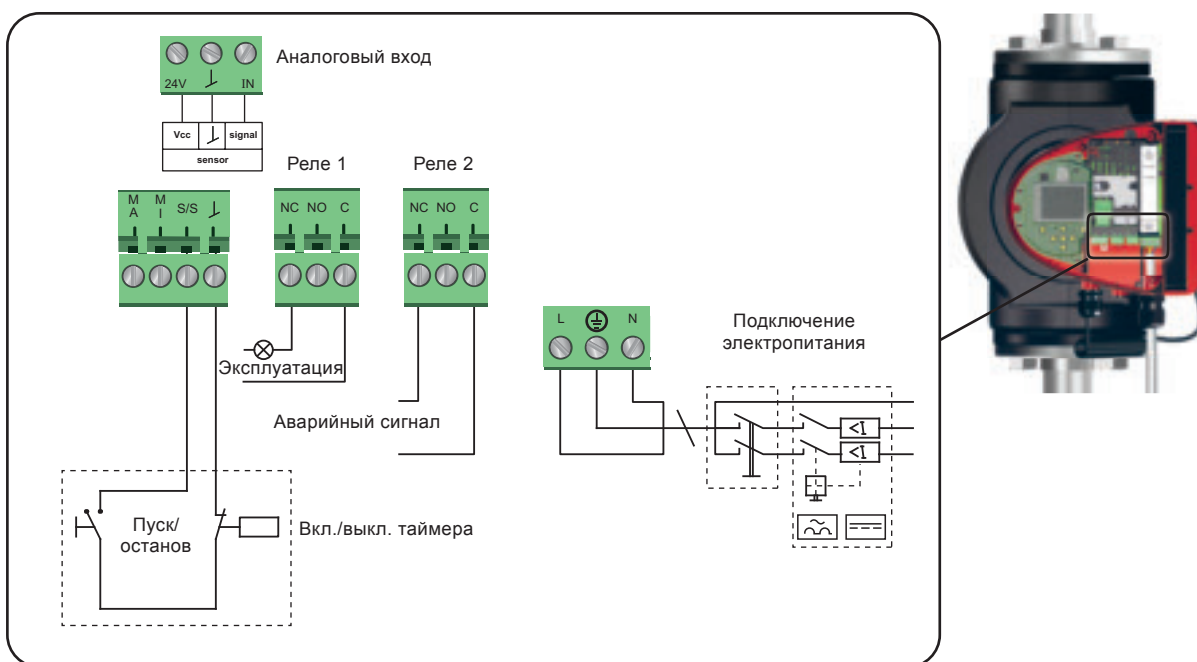 Аналоговый вход
24V IN
Vcc signal
sensor
Реле 1
Реле 2
M A M I S/S
NC NO C
NC NO C
Эксплуатация
Аварийный сигнал
L N
Подключение
электропитания
<I
<I
Пуск/
останов
Вкл./выкл. таймера